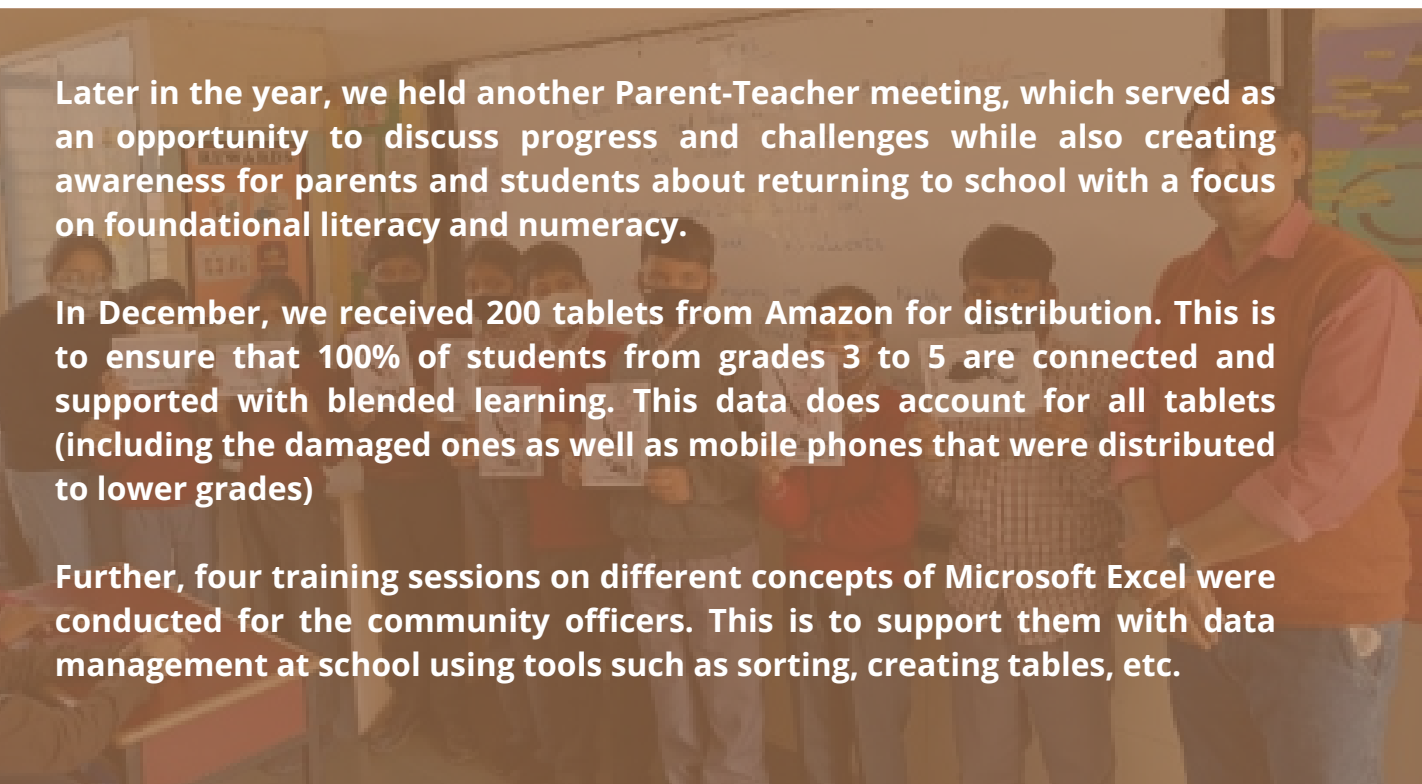 Later in the year, we held another Parent-Teacher meeting, which served as
an opportunity to discuss progress and challenges while also creating
awareness for parents and students about returning to school with a focus
on foundational literacy and numeracy.
In December, we received 200 tablets from Amazon for distribution. This is
to ensure that 100% of students from grades 3 to 5 are connected and
supported with blended learning. This data does account for all tablets
(including the damaged ones as well as mobile phones that were distributed
to lower grades)
Further, four training sessions on different concepts of Microsoft Excel were
conducted for the community officers. This is to support them with data
management at school using tools such as sorting, creating tables, etc.